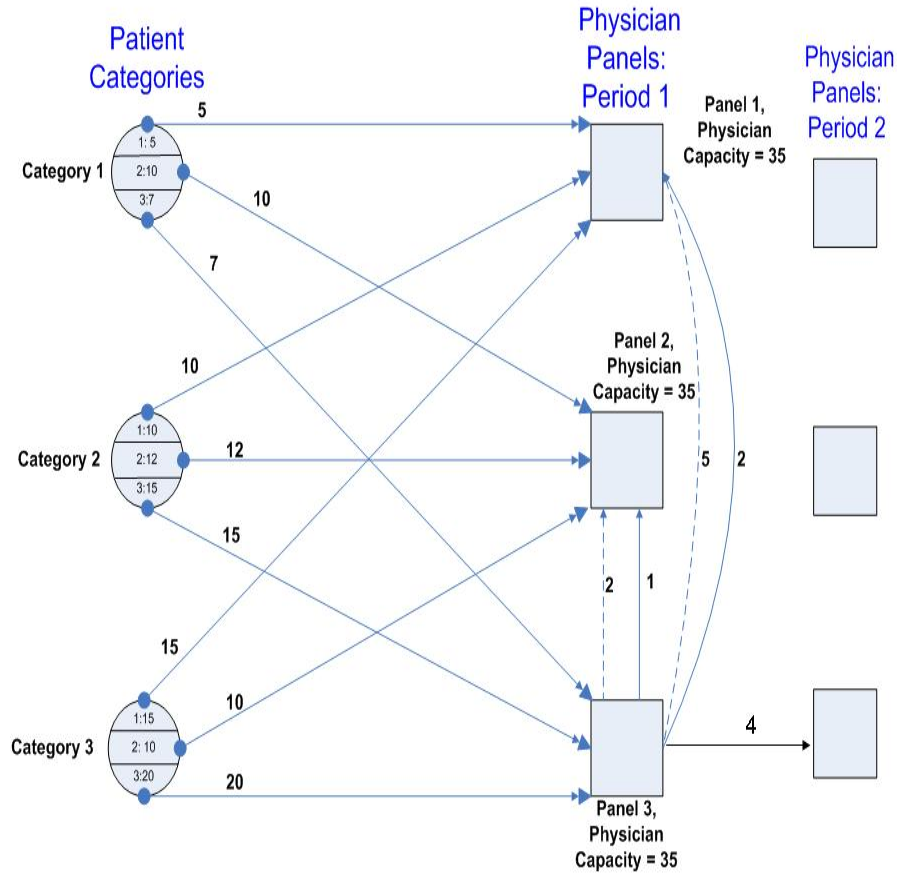 Patient
Categories
Physician
Panels:
Period 1
Physician
Panels:
Period 2
Panel 1,
Physician
Capacity = 35
5
Category 1
1: 5
2:10
3:7
10
7
10
Panel 2,
Physician
Capacity = 35
Category 2
1:10
2:12
3:15
12
15
5
2
2
1
15
Category 3
1:15
2: 10
3:20
10
20
4
Panel 3,
Physician
Capacity = 35